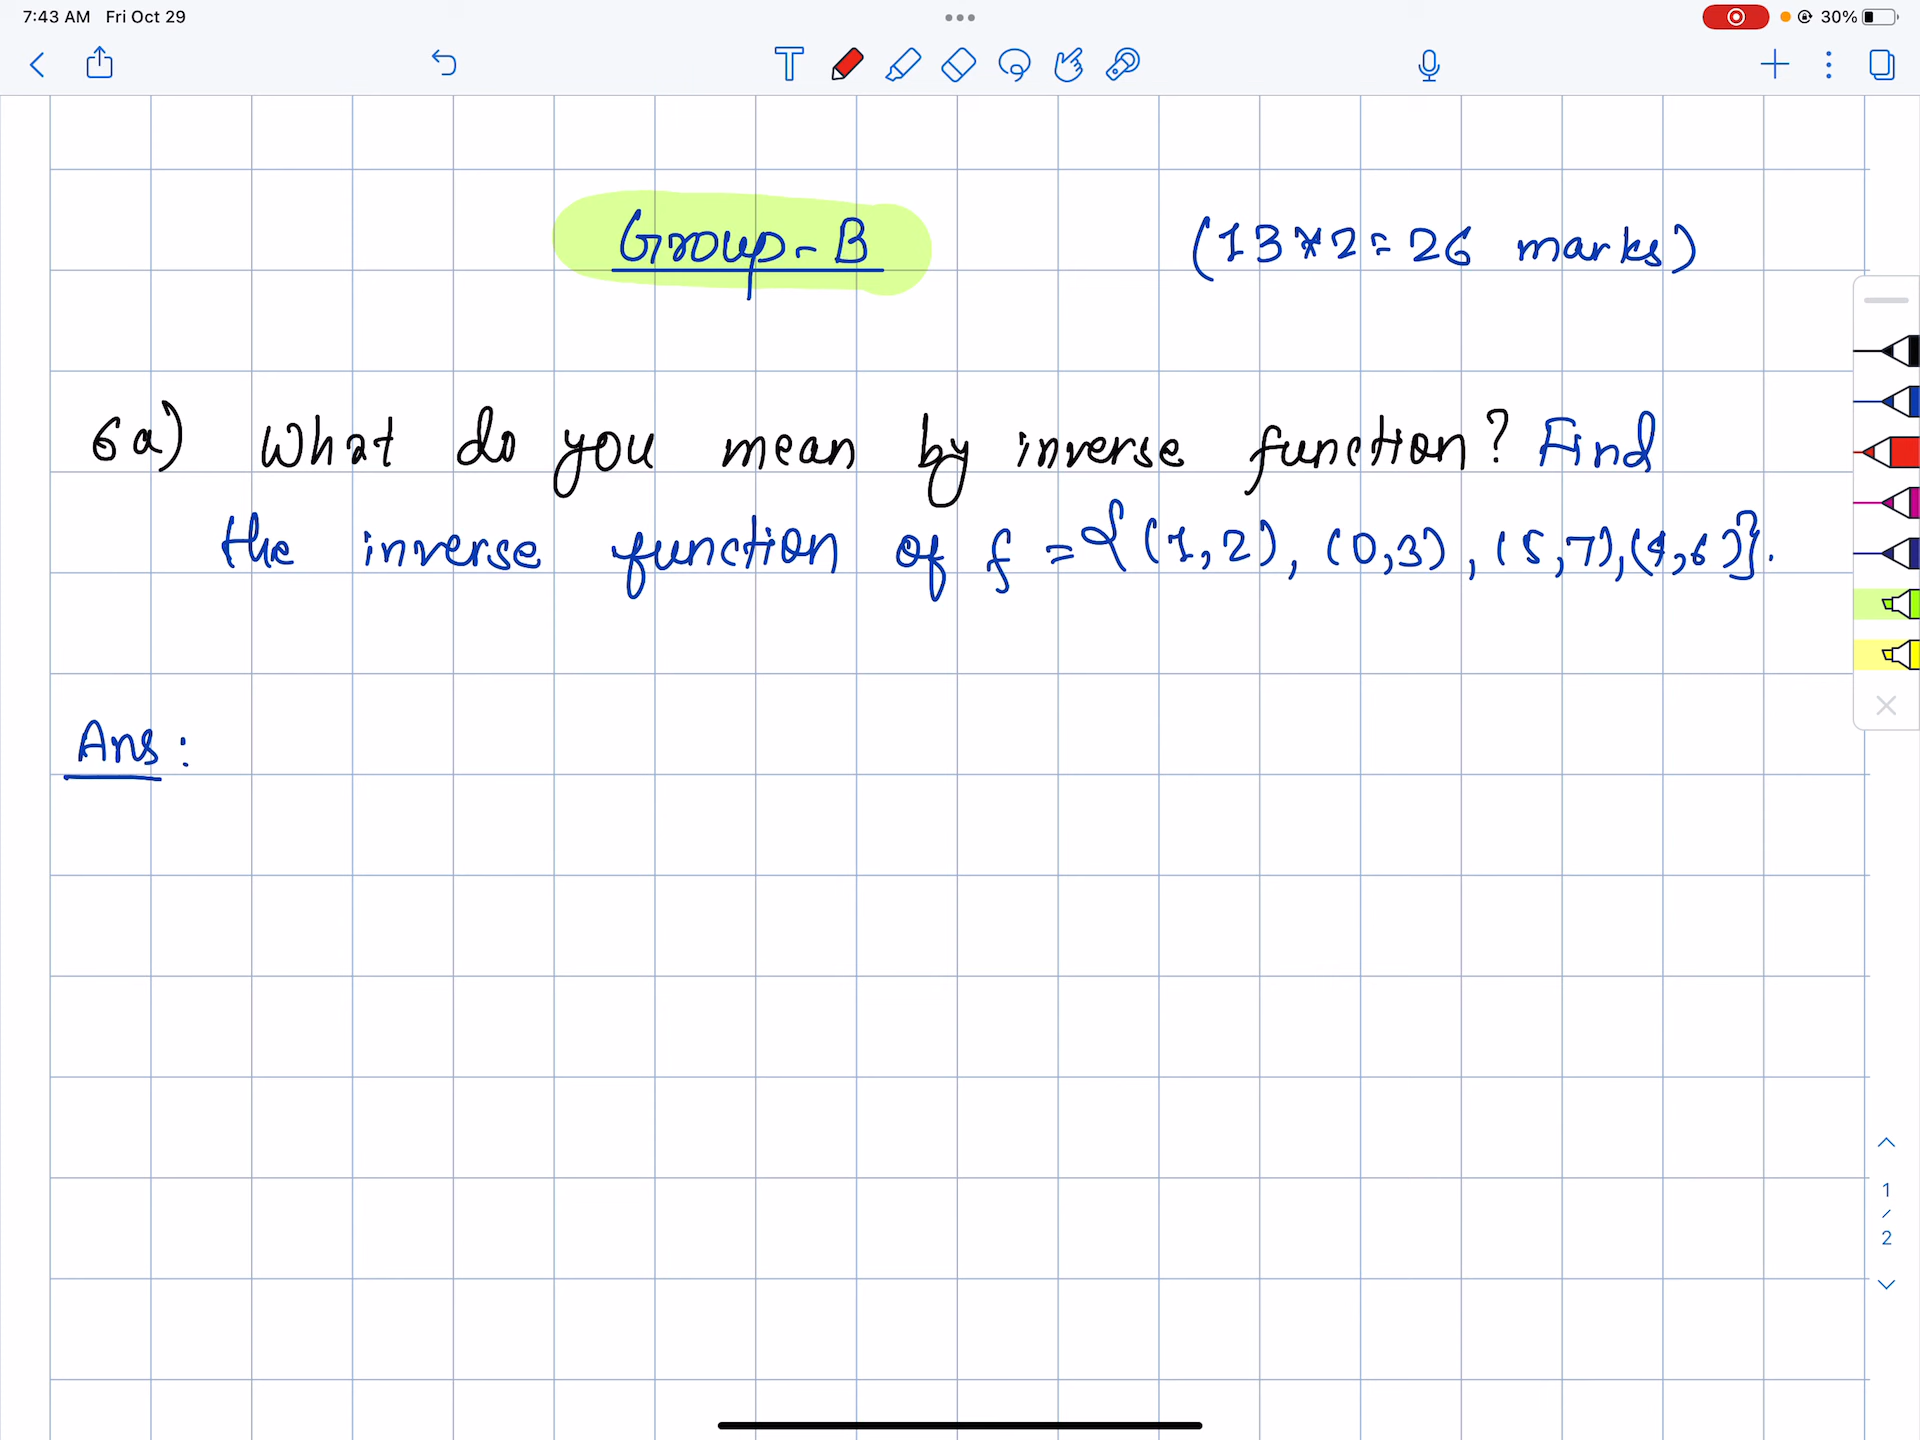 7:43 AM Fri Oct 29
30%
T
Group-B (13*2=26 marks)
6a) What do you mean by inverse function? Find
the inverse function of f = {(1,2), (0,3), (5,7),(4,6)}.
Ans:
1
/
2